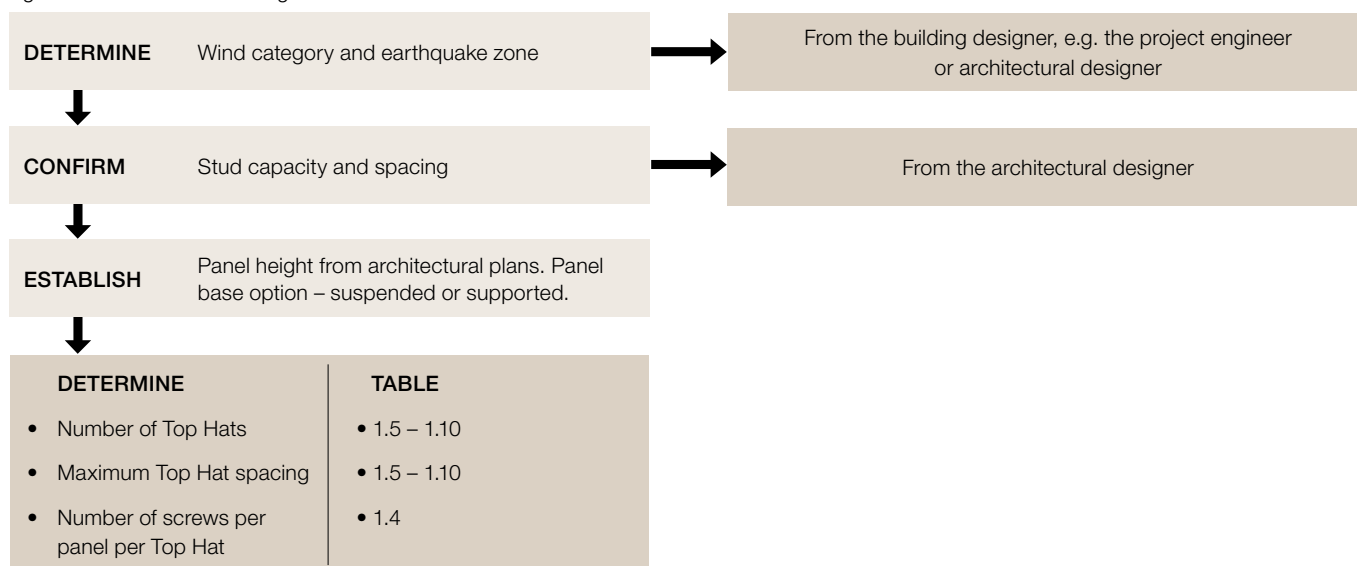 DETERMINE Wind category and earthquake zone
From the building designer, e.g. the project engineer
or architectural designer
CONFIRM Stud capacity and spacing
From the architectural designer
ESTABLISH Panel height from architectural plans. Panel
base option – suspended or supported.
DETERMINE TABLE
• Number of Top Hats • 1.5 – 1.10
• Maximum Top Hat spacing • 1.5 – 1.10
• Number of screws per • 1.4
panel per Top Hat